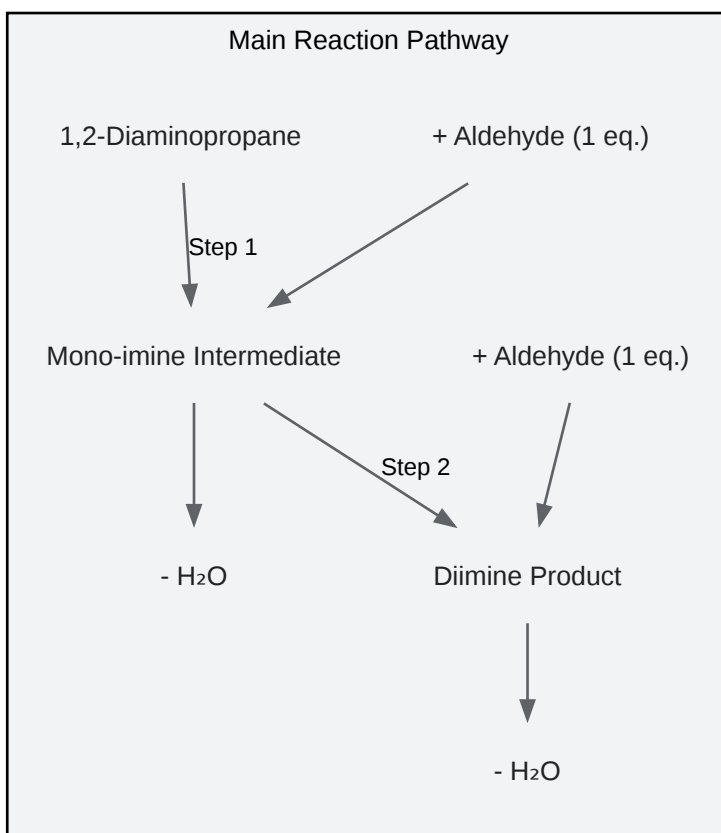 Main Reaction Pathway
1,2-Diaminopropane
+ Aldehyde (1 eq.)
Step 1
Mono-imine Intermediate
+ Aldehyde (1 eq.)
Step 2
- H₂O
Diimine Product
- H₂O